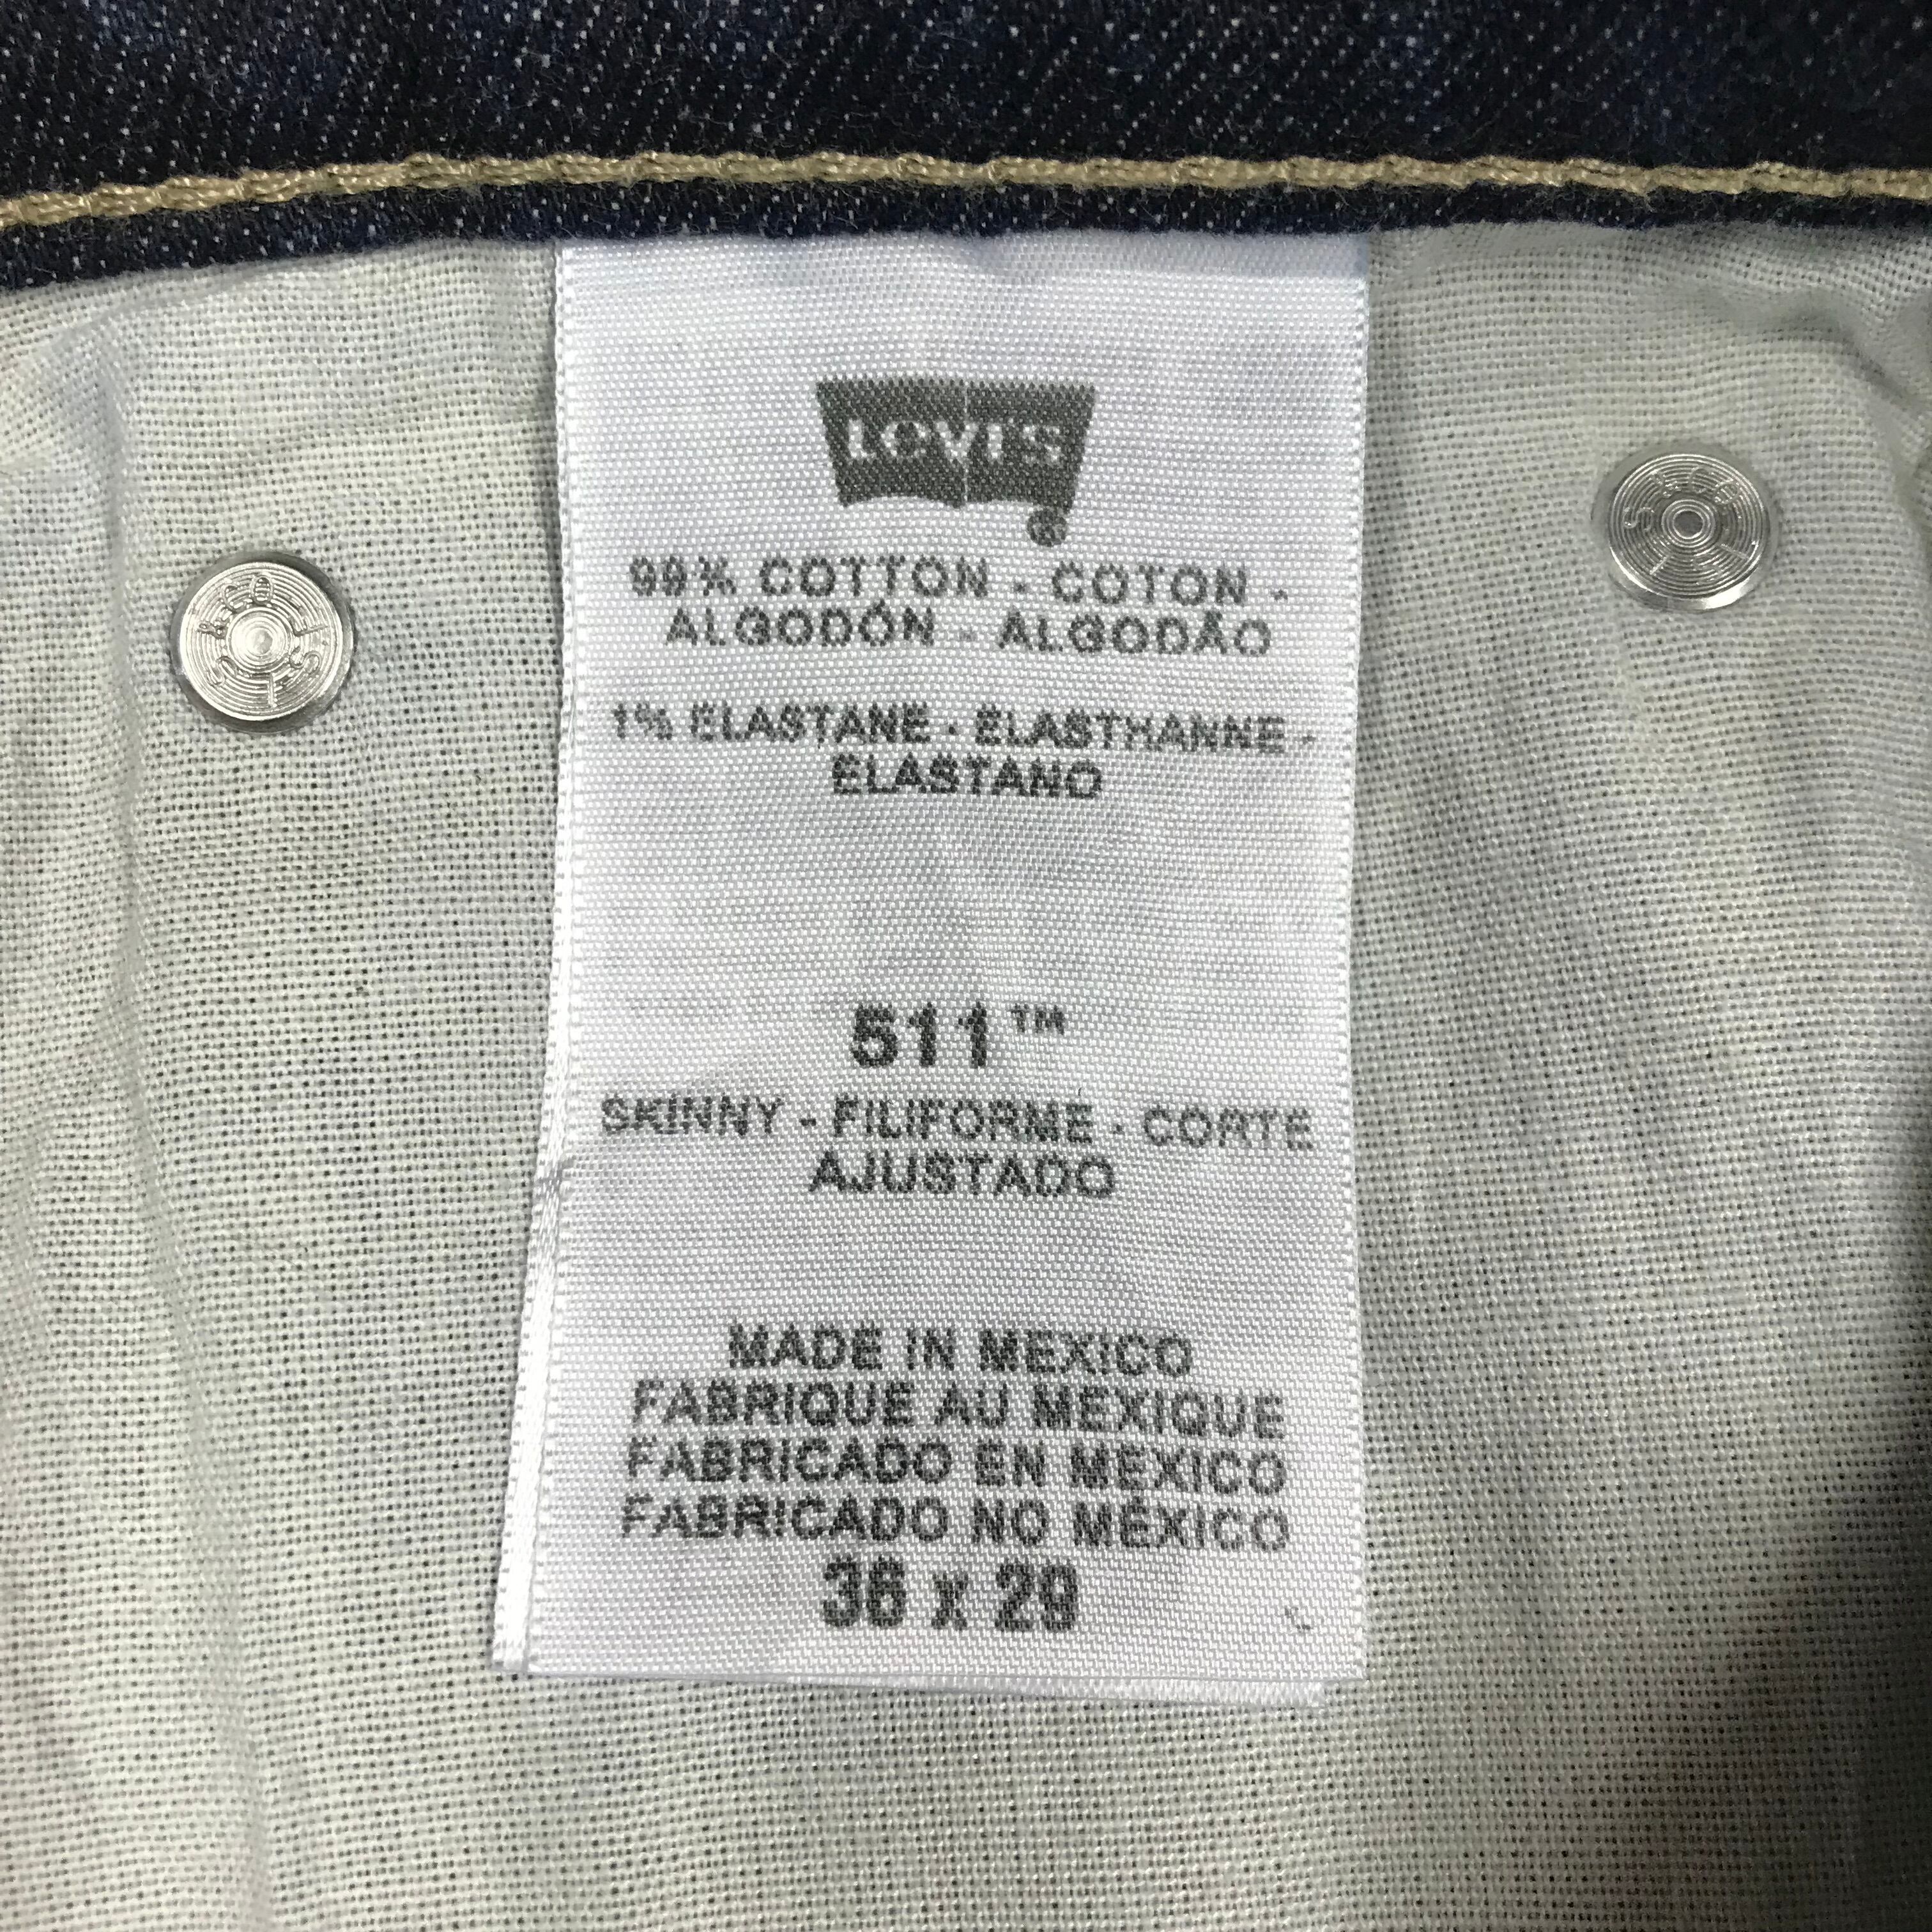 Levi's
®
99% COTTON - COTON -
ALGODÓN - ALGODÃO
1% ELASTANE - ÉLASTHANNE -
ELASTANO
511™
SKINNY - FILIFORME - CORTE
AJUSTADO
MADE IN MEXICO
FABRIQUE AU MEXIQUE
FABRICADO EN MEXICO
FABRICADO NO MÉXICO
36 x 29